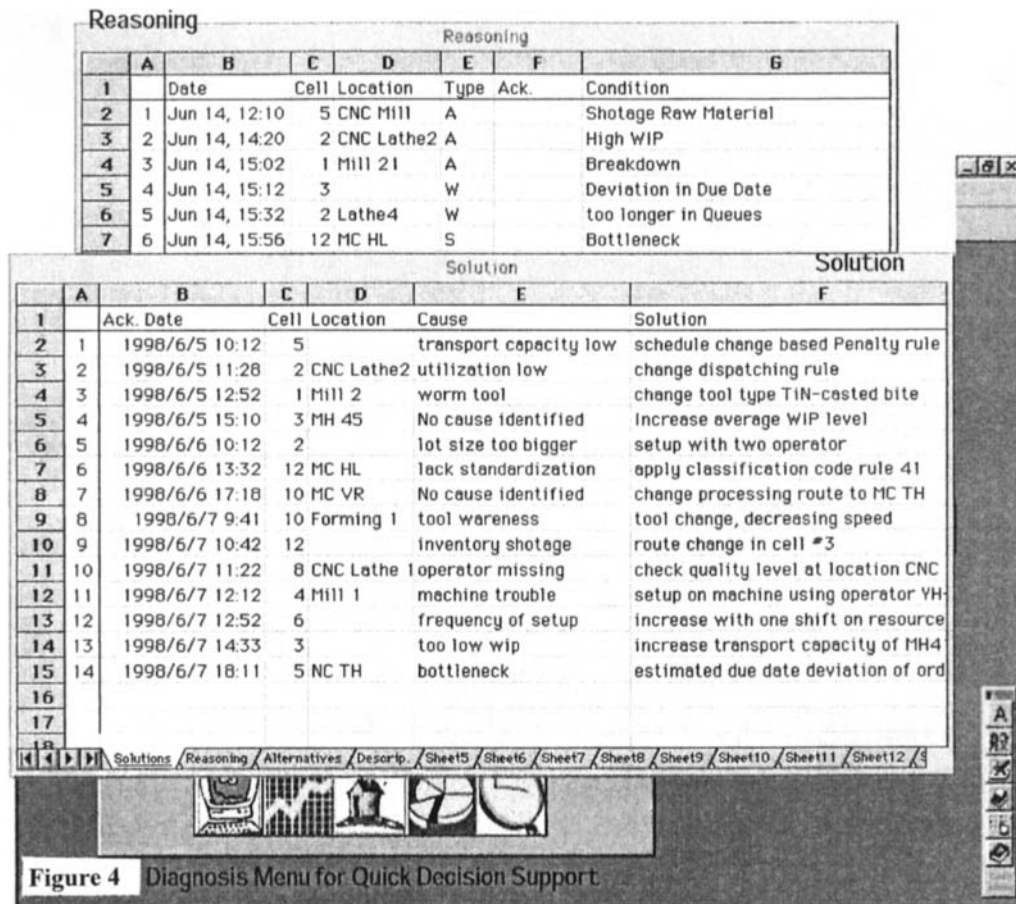 Reasoning
Reasoning
A B C D E F G
1 Date Cell Location Type Ack. Condition
2 1 Jun 14, 12:10 5 CNC Mill A Shotage Raw Material
3 2 Jun 14, 14:20 2 CNC Lathe2 A High WIP
4 3 Jun 14, 15:02 1 Mill 21 A Breakdown
5 4 Jun 14, 15:12 3 W Deviation in Due Date
6 5 Jun 14, 15:32 2 Lathe4 W too longer in Queues
7 6 Jun 14, 15:56 12 MC HL S Bottleneck
Solution
Solution
A B C D E F
1 Ack. Date Cell Location Cause Solution
2 1 1998/6/5 10:12 5 transport capacity low schedule change based Penalty rule
3 2 1998/6/5 11:28 2 CNC Lathe2 utilization low change dispatching rule
4 3 1998/6/5 12:52 1 Mill 2 worm tool change tool type TiN-casted bite
5 4 1998/6/5 15:10 3 MH 45 No cause identified Increase average WIP level
6 5 1998/6/6 10:12 2 lot size too bigger setup with two operator
7 6 1998/6/6 13:32 12 MC HL lack standardization apply classification code rule 41
8 7 1998/6/6 17:18 10 MC VR No cause identified change processing route to MC TH
9 8 1998/6/7 9:41 10 Forming 1 tool wareness tool change, decreasing speed
10 9 1998/6/7 10:42 12 inventory shotage route change in cell #3
11 10 1998/6/7 11:22 8 CNC Lathe 1 operator missing check quality level at location CNC
12 11 1998/6/7 12:12 4 Mill 1 machine trouble setup on machine using operator YH-
13 12 1998/6/7 12:52 6 frequency of setup increase with one shift on resource
14 13 1998/6/7 14:33 3 too low wip increase transport capacity of MH4
15 14 1998/6/7 18:11 5 NC TH bottleneck estimated due date deviation of ord
16
17
18
Solutions Reasoning Alternatives Descrip. Sheet5 Sheet6 Sheet7 Sheet8 Sheet9 Sheet10 Sheet11 Sheet12 S
A
Figure 4 Diagnosis Menu for Quick Decision Support